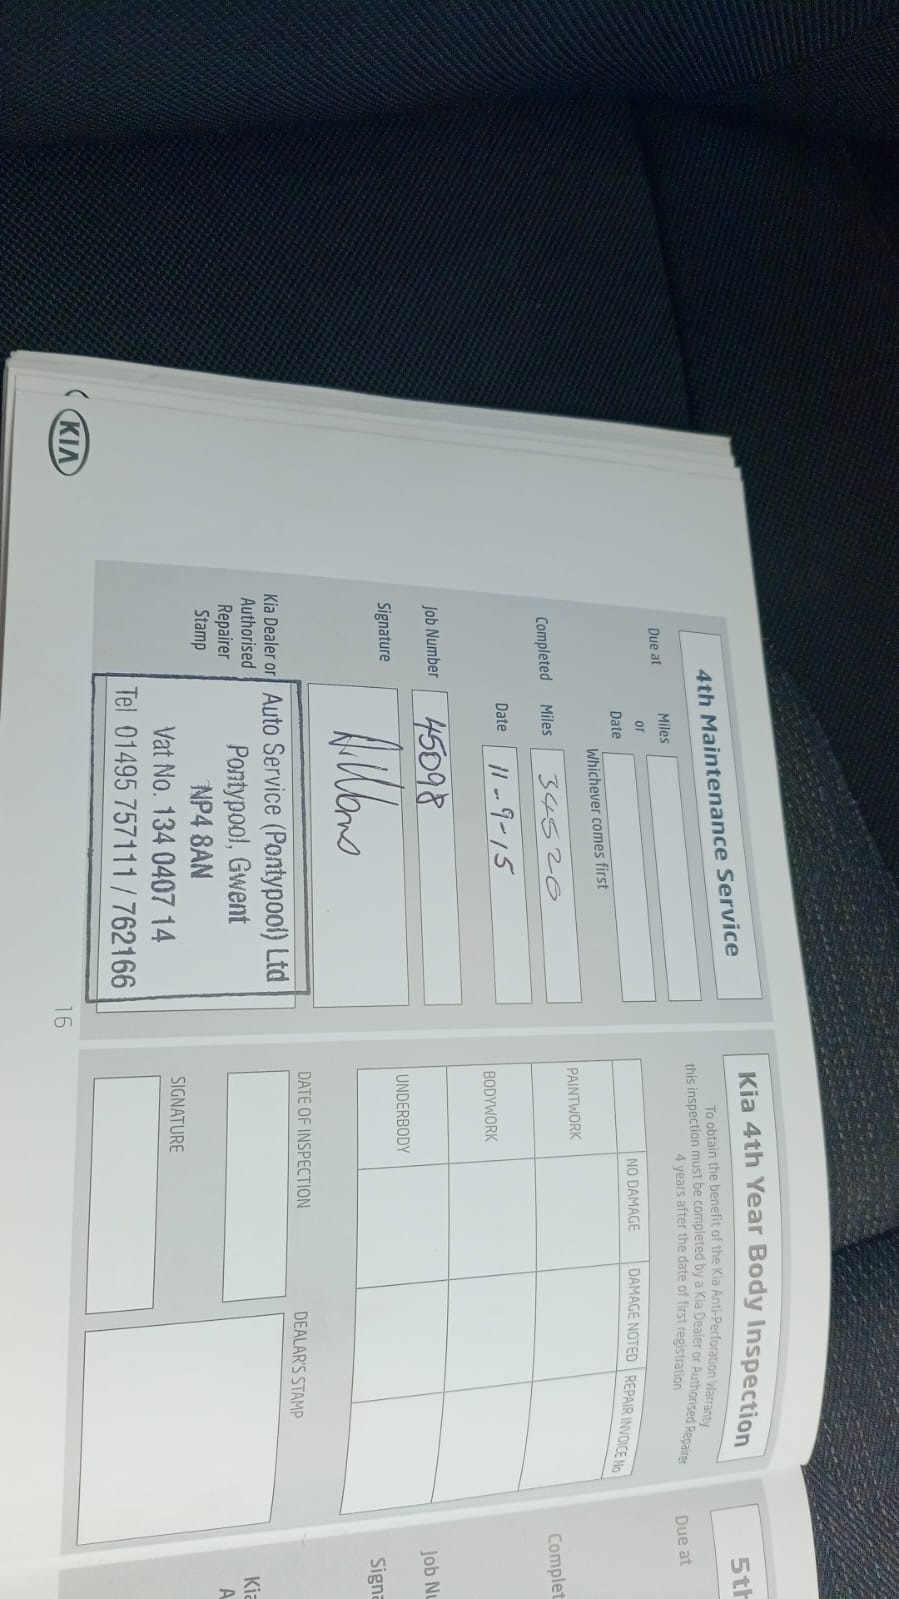 4th Maintenance Service
Due at Miles
or
Date
Whichever comes first
Completed Miles 34520
Date 11-9-15
Job Number 45098
Signature
Kia Dealer or
Authorised
Repairer
Stamp
Auto Service (Pontypool) Ltd
Pontypool, Gwent
NP4 8AN
Vat No. 134 0407 14
Tel 01495 757111 / 762166
KIA
16
Kia 4th Year Body Inspection
To obtain the benefit of the Kia Anti-Perforation Warranty
this inspection must be completed by a Kia Dealer or Authorised Repairer
4 years after the date of first registration
NO DAMAGE DAMAGE NOTED REPAIR INVOICE No
PAINTWORK
BODYWORK
UNDERBODY
DATE OF INSPECTION DEALAR'S STAMP
SIGNATURE
5th
Due at
Complet
Job Nu
Signa
Kia
A